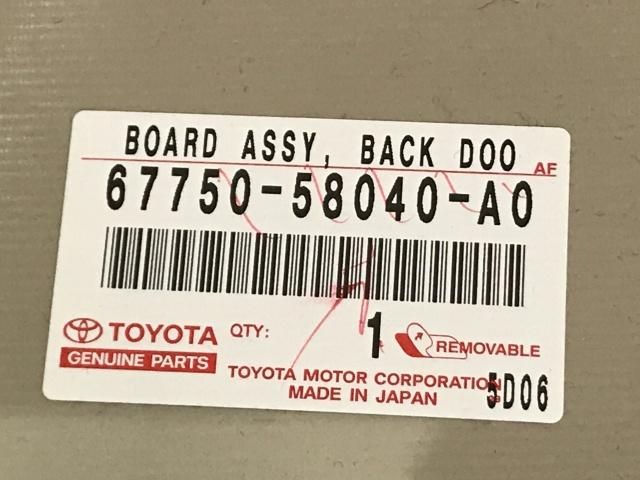 BOARD ASSY, BACK DOO
AF
67750-58040-A0
TOYOTA
GENUINE PARTS
QTY:
1
REMOVABLE
TOYOTA MOTOR CORPORATION
MADE IN JAPAN
5D06